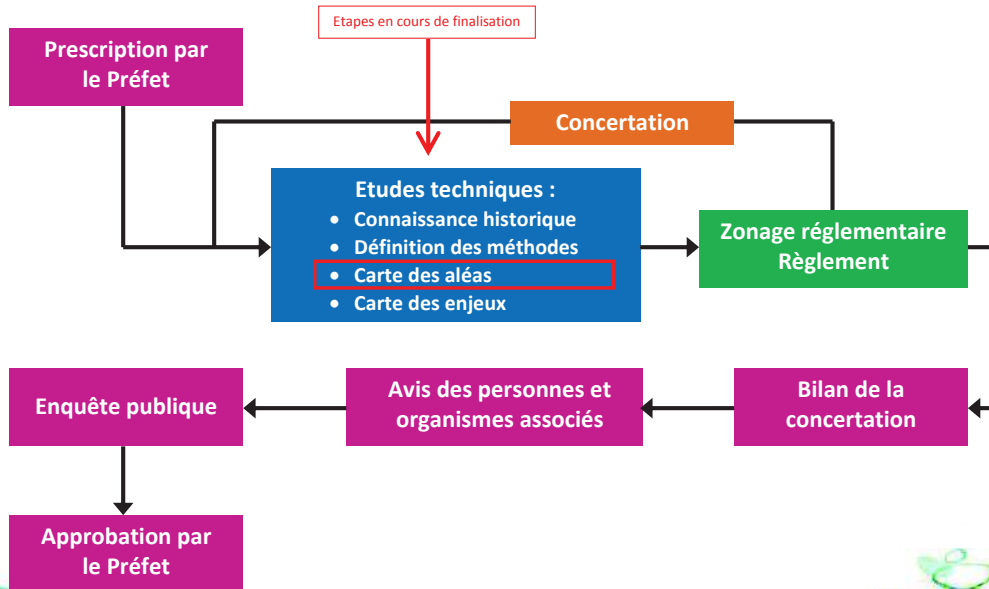 Etapes en cours de finalisation
Prescription par
le Préfet
Concertation
Etudes techniques :
• Connaissance historique
• Définition des méthodes
• Carte des aléas
• Carte des enjeux
Zonage réglementaire
Règlement
Bilan de la
concertation
Avis des personnes et
organismes associés
Enquête publique
Approbation par
le Préfet